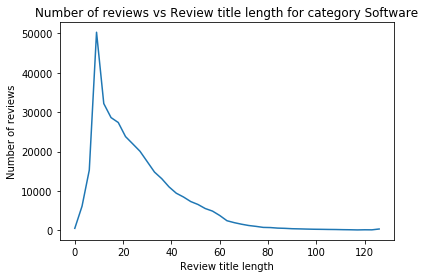 Number of reviews vs Review title length for category Software
Number of reviews
50000
40000
30000
20000
10000
0
0 20 40 60 80 100 120
Review title length